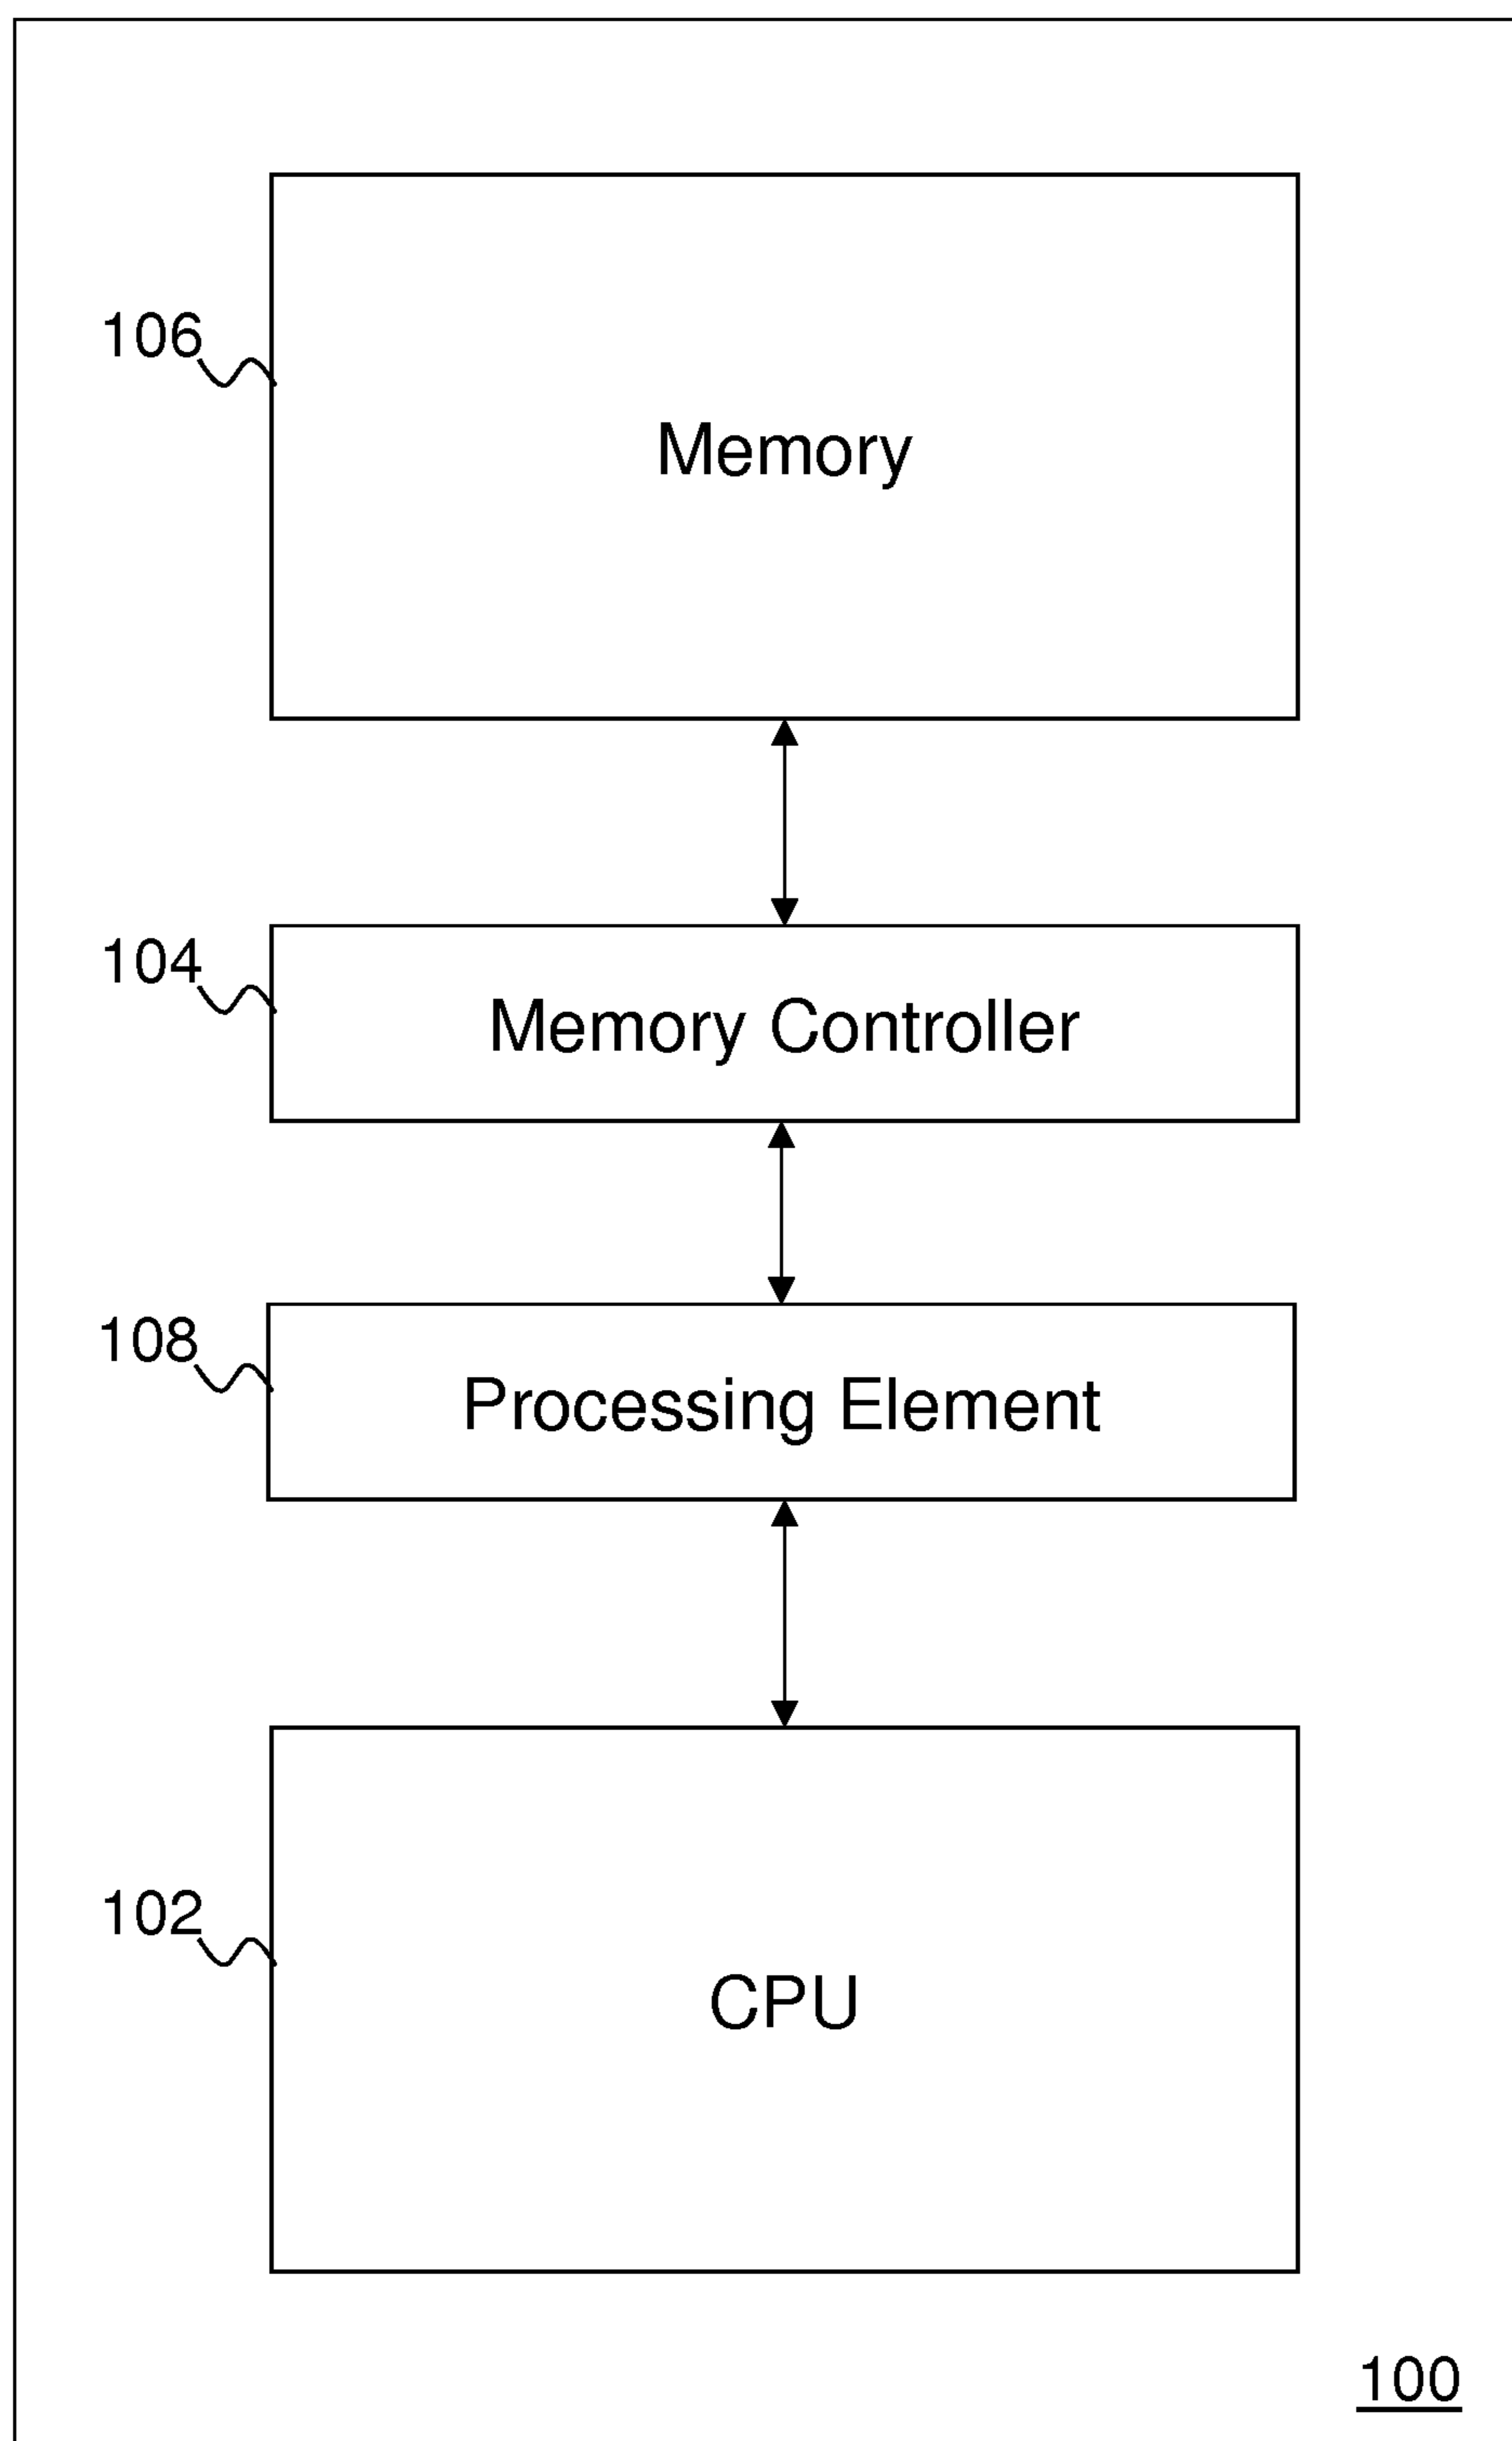 106
Memory
104
Memory Controller
108
Processing Element
102
CPU
100